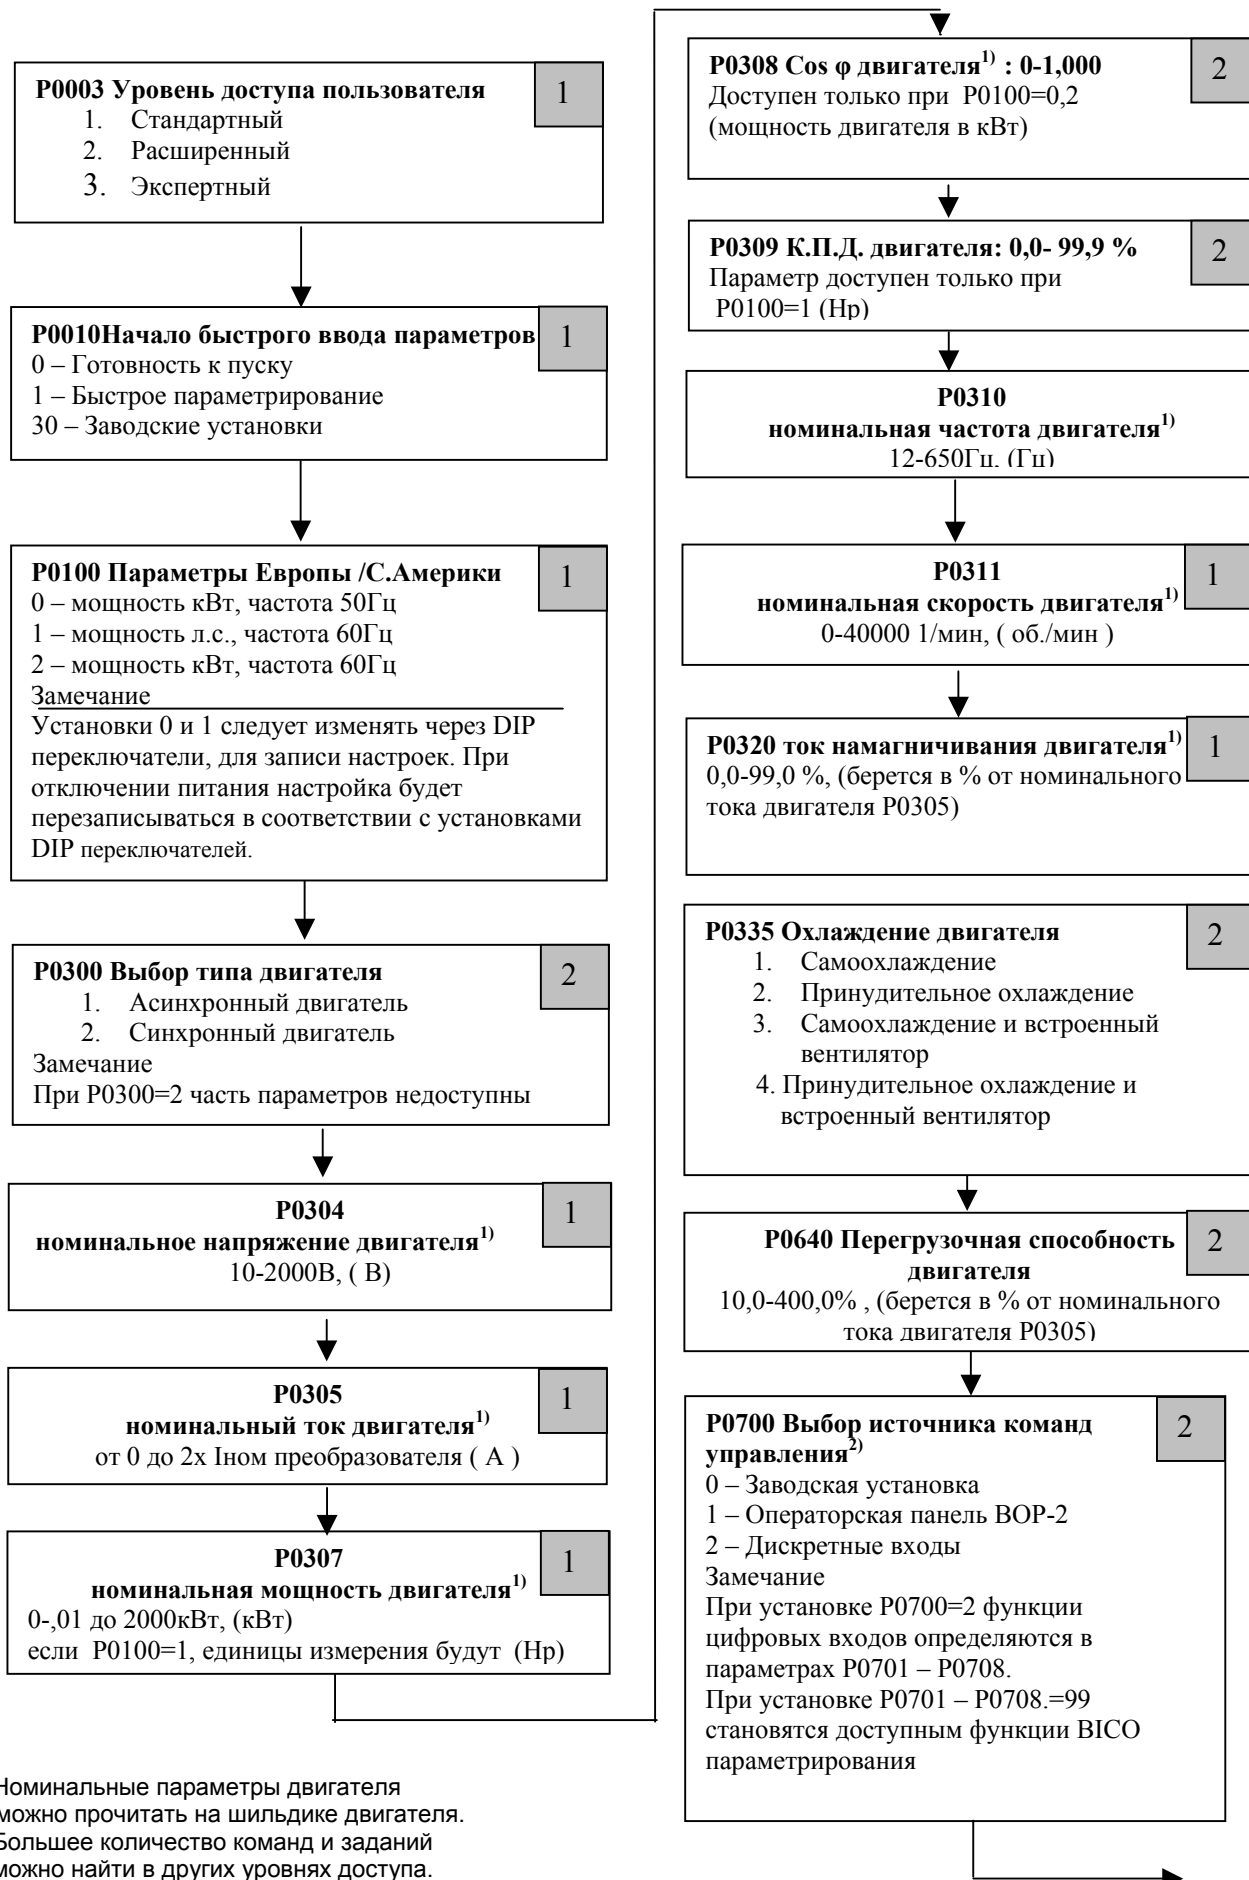 P0003 Уровень доступа пользователя
1
1. Стандартный
2. Расширенный
3. Экспертный
P0010Начало быстрого ввода параметров
1
0 – Готовность к пуску
1 – Быстрое параметрирование
30 – Заводские установки
P0100 Параметры Европы /С.Америки
1
0 – мощность кВт, частота 50Гц
1 – мощность л.с., частота 60Гц
2 – мощность кВт, частота 60Гц
Замечание
Установки 0 и 1 следует изменять через DIP
переключатели, для записи настроек. При
отключении питания настройка будет
перезаписываться в соответствии с установками
DIP переключателей.
P0300 Выбор типа двигателя
2
1. Асинхронный двигатель
2. Синхронный двигатель
Замечание
При P0300=2 часть параметров недоступны
P0304
1
номинальное напряжение двигателя1)
10-2000В, ( В)
P0305
1
номинальный ток двигателя1)
от 0 до 2х Iном преобразователя ( А )
P0307
1
номинальная мощность двигателя1)
0-,01 до 2000кВт, (кВт)
если P0100=1, единицы измерения будут (Hp)
Номинальные параметры двигателя
можно прочитать на шильдике двигателя.
Большее количество команд и заданий
можно найти в других уровнях доступа.
P0308 Cos φ двигателя1) : 0-1,000
2
Доступен только при P0100=0,2
(мощность двигателя в кВт)
P0309 К.П.Д. двигателя: 0,0- 99,9 %
2
Параметр доступен только при
P0100=1 (Hp)
P0310
номинальная частота двигателя1)
12-650Гц, (Гц)
P0311
1
номинальная скорость двигателя1)
0-40000 1/мин, ( об./мин )
P0320 ток намагничивания двигателя1)
1
0,0-99,0 %, (берется в % от номинального
тока двигателя P0305)
P0335 Охлаждение двигателя
2
1. Самоохлаждение
2. Принудительное охлаждение
3. Самоохлаждение и встроенный
вентилятор
4. Принудительное охлаждение и
встроенный вентилятор
P0640 Перегрузочная способность
2
двигателя
10,0-400,0% , (берется в % от номинального
тока двигателя P0305)
P0700 Выбор источника команд
2
управления2)
0 – Заводская установка
1 – Операторская панель BOP-2
2 – Дискретные входы
Замечание
При установке P0700=2 функции
цифровых входов определяются в
параметрах P0701 – P0708.
При установке P0701 – P0708.=99
становятся доступным функции BICO
параметрирования